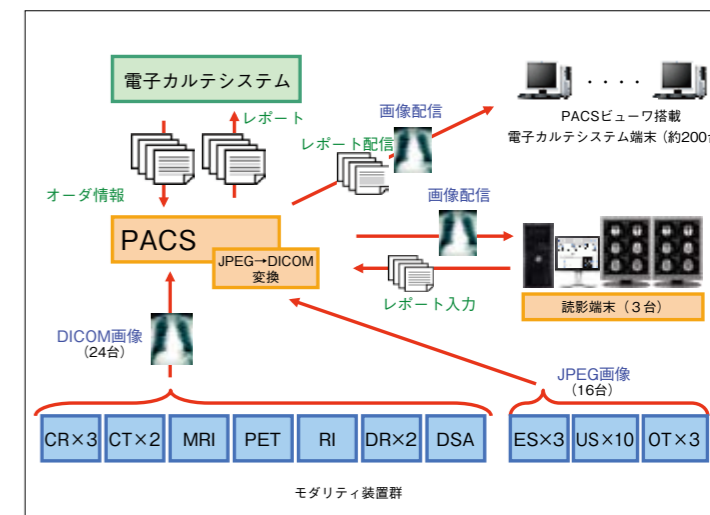 電子カルテシステム
レポート
オーダ情報
レポート配信
画像配信
・・・・
PACSビューワ搭載
電子カルテシステム端末（約200
画像配信
PACS
JPEG→DICOM
変換
レポート入力
読影端末（３台）
DICOM画像
（24台）
JPEG画像
（16台）
CR×3 CT×2 MRI PET RI DR×2 DSA ES×3 US×10 OT×3
モダリティ装置群